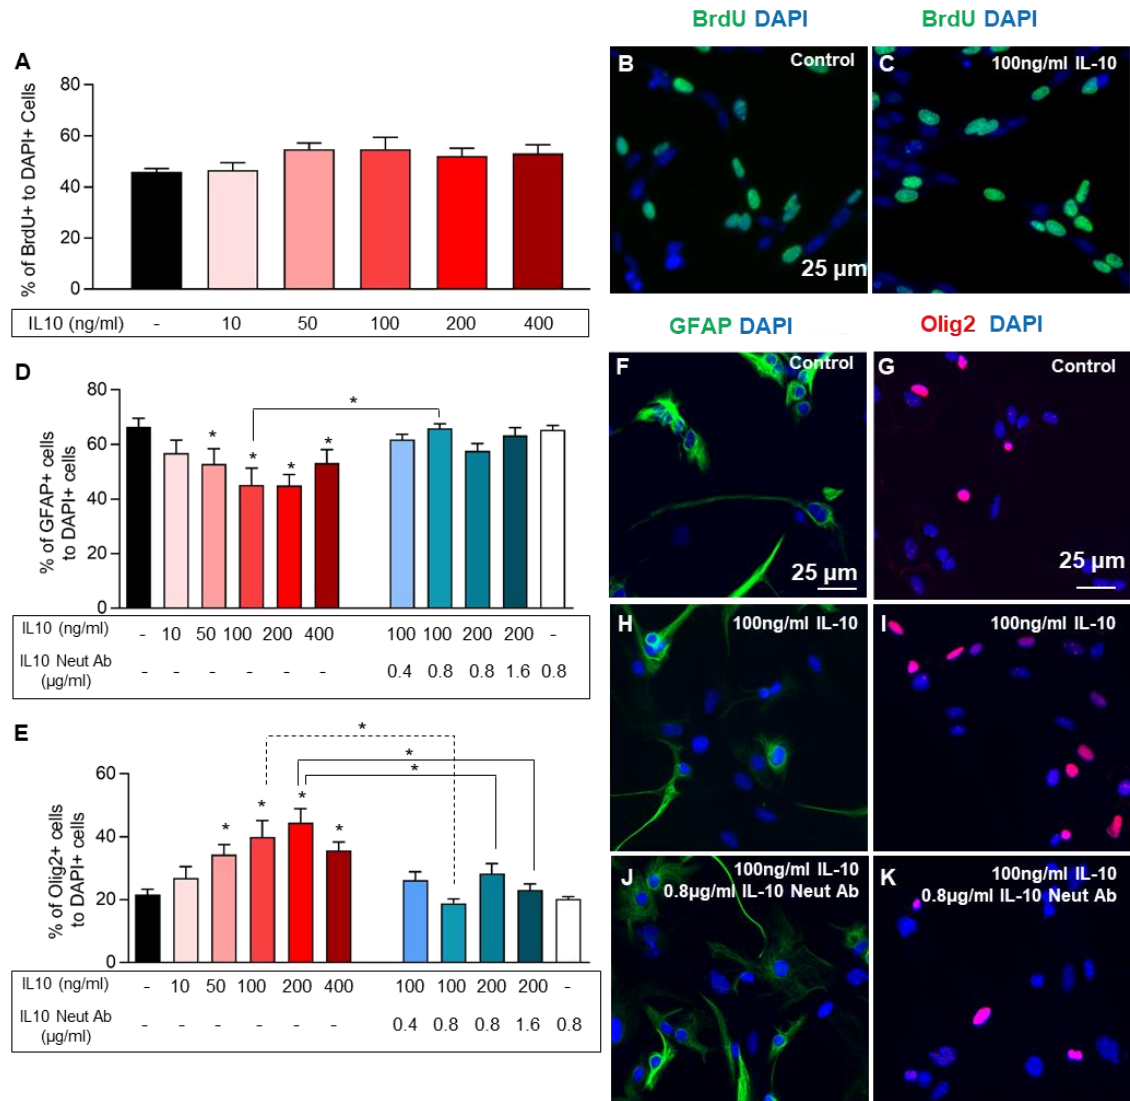 BrdU DAPI
BrdU DAPI
A
80
60
40
20
0
% of BrdU+ to DAPI+ Cells
IL10 (ng/ml) - 10 50 100 200 400
B
Control
25 µm
C
100ng/ml IL-10
GFAP DAPI
Olig2 DAPI
D
80
60
40
20
0
% of GFAP+ cells
to DAPI+ cells
* * * * *
IL10 (ng/ml) - 10 50 100 200 400 100 100 200 200 -
IL10 Neut Ab
(µg/ml) - - - - - - 0.4 0.8 0.8 1.6 0.8
F
Control
25 µm
G
Control
25 µm
H
100ng/ml IL-10
I
100ng/ml IL-10
E
60
40
20
0
% of Olig2+ cells
to DAPI+ cells
* * * * * * *
IL10 (ng/ml) - 10 50 100 200 400 100 100 200 200 -
IL10 Neut Ab
(µg/ml) - - - - - - 0.4 0.8 0.8 1.6 0.8
J
100ng/ml IL-10
0.8µg/ml IL-10 Neut Ab
K
100ng/ml IL-10
0.8µg/ml IL-10 Neut Ab